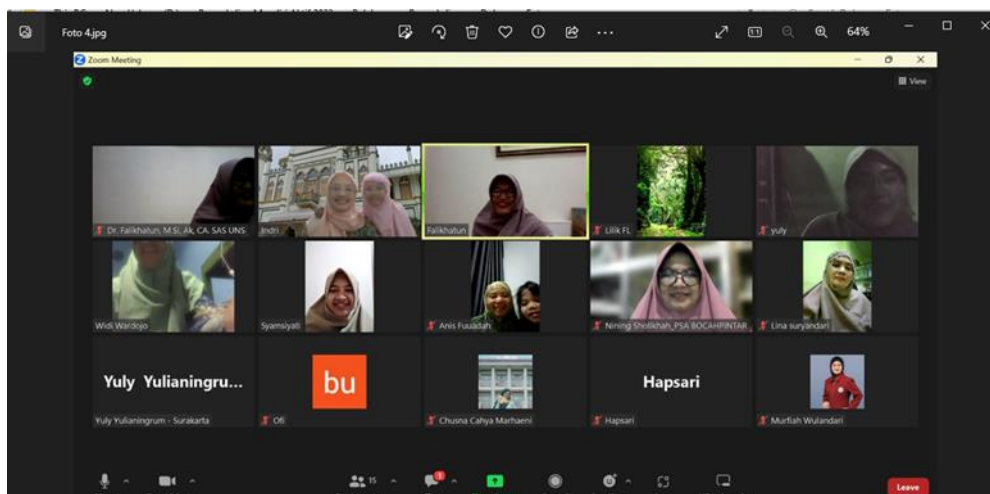 Foto 4.jpg
64%
Zoom Meeting
View
Dr. Falikhatun, M.Si, Ak, CA. SAS UNS
Indri
Falikhatun
Lilik FL
yuly
Widi Wardojo
Syamsiyati
Anis Fuuadah
Nining Sholikhah_PSA BOCAHPINTAR
Lina suryandari
Yuly Yulianingru...
Yuly Yulianingrum - Surakarta
bu
Ofi
Chusna Cahya Marhaeni
Hapsari
Hapsari
Murfiah Wulandari
15
1
Leave